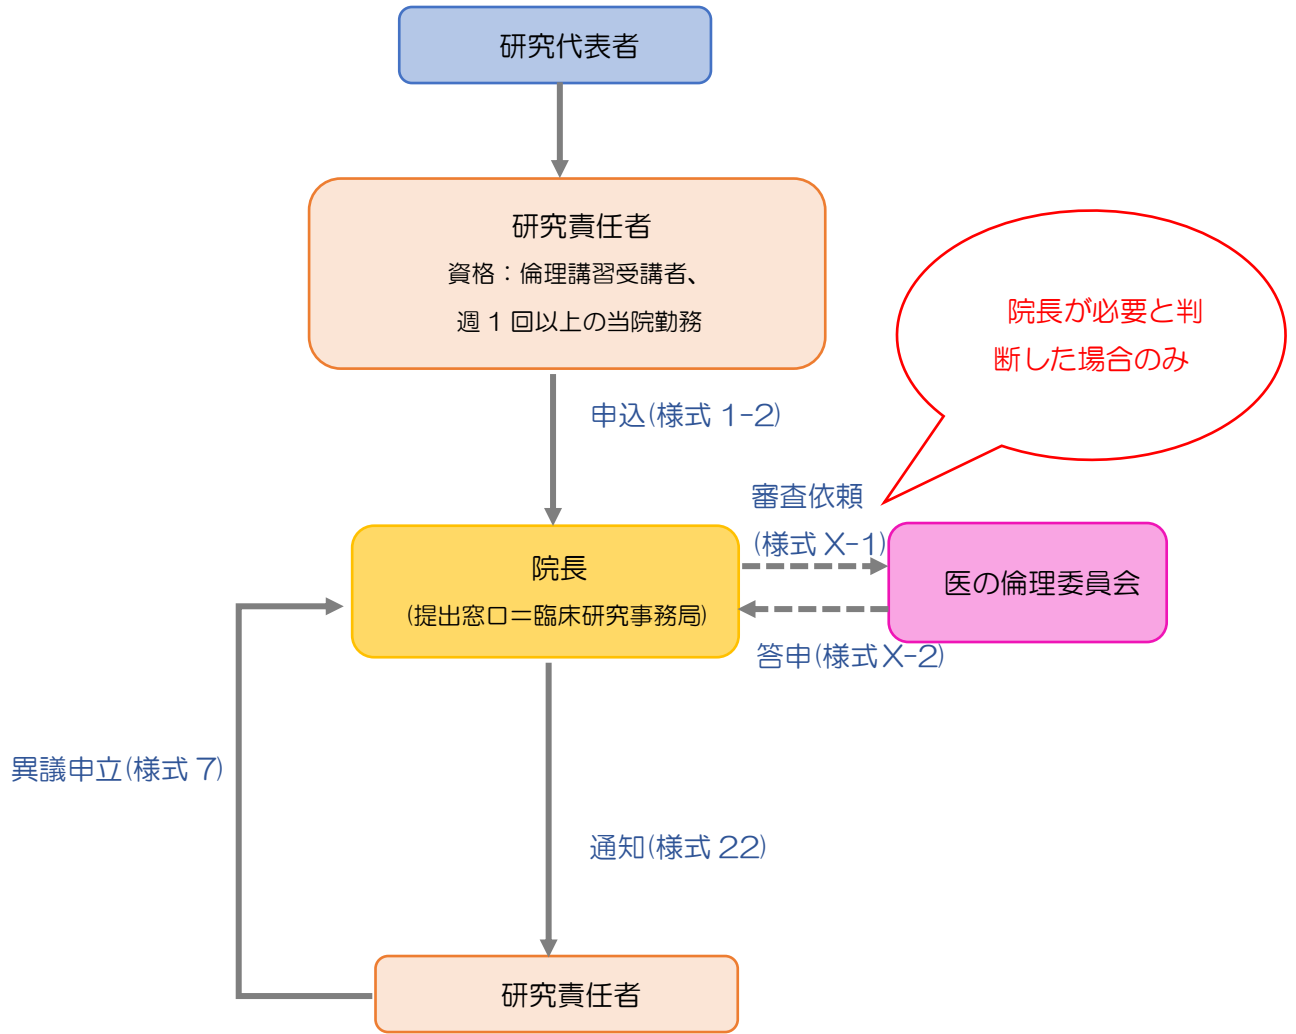 研究代表者
研究責任者
資格：倫理講習受講者、
週 1 回以上の当院勤務
院長が必要と判
断した場合のみ
申込(様式 1-2)
審査依頼
(様式 X-1)
院長
(提出窓口＝臨床研究事務局)
医の倫理委員会
答申(様式 X-2)
異議申立(様式 7)
通知(様式 22)
研究責任者